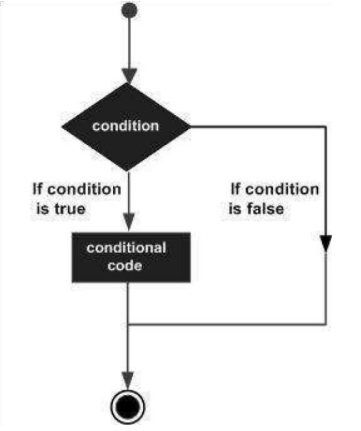 condition
If condition
is true
If condition
is false
conditional
code